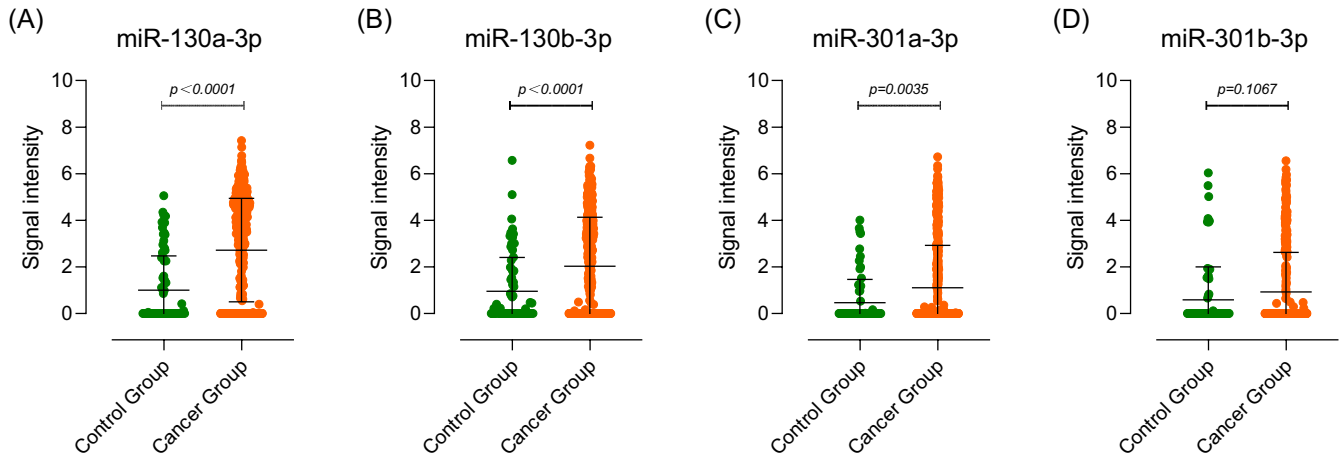 (A)
miR-130a-3p
p<0.0001
Signal intensity
10
8
6
4
2
0
Control Group
Cancer Group
(B)
miR-130b-3p
p<0.0001
Signal intensity
10
8
6
4
2
0
Control Group
Cancer Group
(C)
miR-301a-3p
p=0.0035
Signal intensity
10
8
6
4
2
0
Control Group
Cancer Group
(D)
miR-301b-3p
p=0.1067
Signal intensity
10
8
6
4
2
0
Control Group
Cancer Group